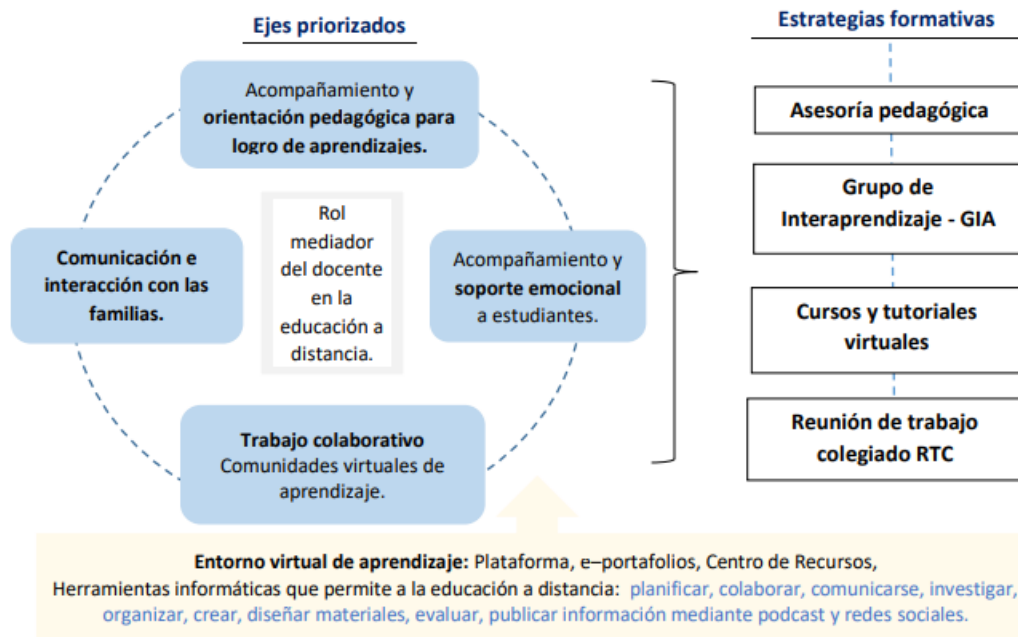 Ejes priorizados
Acompañamiento y
orientación pedagógica para
logro de aprendizajes.
Comunicación e
interacción con las
familias.
Rol
mediador
del docente
en la
educación a
distancia.
Acompañamiento y
soporte emocional
a estudiantes.
Trabajo colaborativo
Comunidades virtuales de
aprendizaje.
Estrategias formativas
Asesoría pedagógica
Grupo de
Interaprendizaje - GIA
Cursos y tutoriales
virtuales
Reunión de trabajo
colegiado RTC
Entorno virtual de aprendizaje: Plataforma, e–portafolios, Centro de Recursos,
Herramientas informáticas que permite a la educación a distancia: planificar, colaborar, comunicarse, investigar,
organizar, crear, diseñar materiales, evaluar, publicar información mediante podcast y redes sociales.